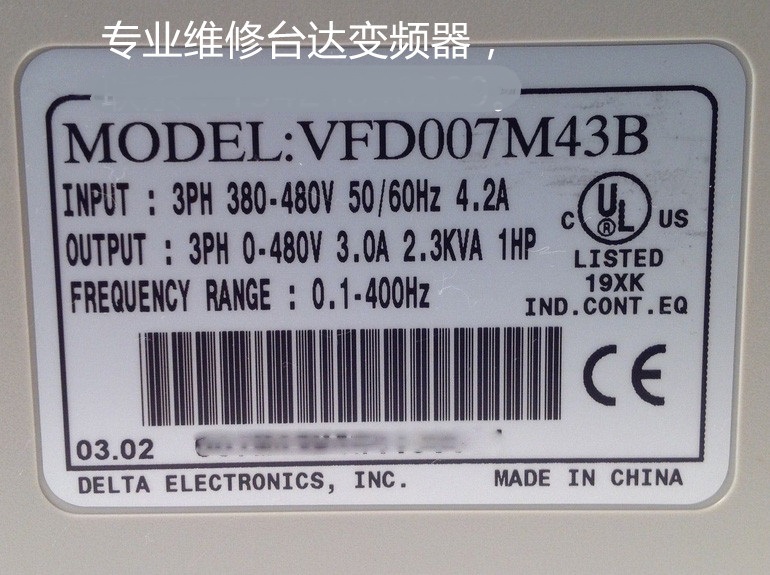 专业维修台达变频器，
MODEL:VFD007M43B
INPUT : 3PH 380-480V 50/60Hz 4.2A
OUTPUT : 3PH 0-480V 3.0A 2.3KVA 1HP
FREQUENCY RANGE : 0.1-400Hz
C UL ® US
LISTED
19XK
IND.CONT.EQ
CE
03.02
DELTA ELECTRONICS, INC. MADE IN CHINA